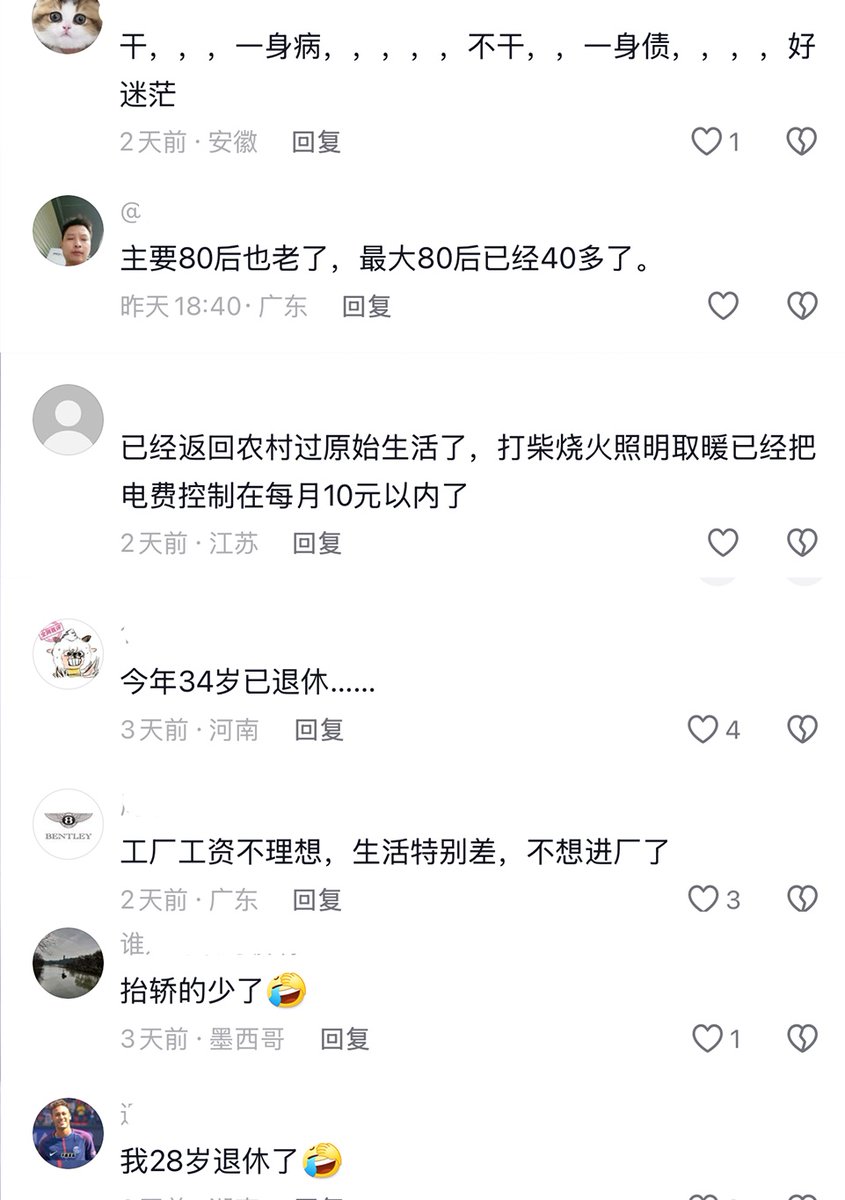 干，，，一身病，，，，，不干，，一身债，，，，好
迷茫
2天前·安徽 回复 1
@
主要80后也老了，最大80后已经40多了。
昨天18:40·广东 回复
已经返回农村过原始生活了，打柴烧火照明取暖已经把
电费控制在每月10元以内了
2天前·江苏 回复
今年34岁已退休……
3天前·河南 回复 4
BENTLEY
工厂工资不理想，生活特别差，不想进厂了
2天前·广东 回复 3
谁
抬轿的少了🤣
3天前·墨西哥 回复 1
我28岁退休了🤣